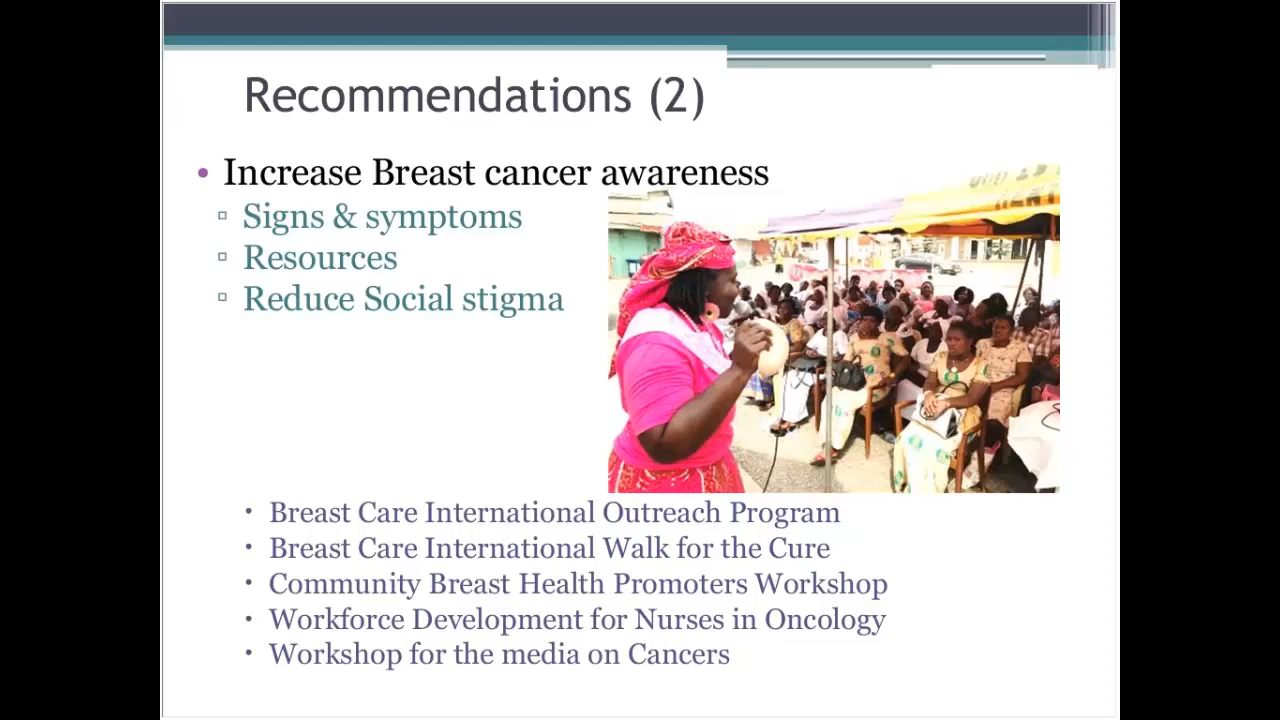 Recommendations (2)
• Increase Breast cancer awareness
▫ Signs & symptoms
▫ Resources
▫ Reduce Social stigma
▪ Breast Care International Outreach Program
▪ Breast Care International Walk for the Cure
▪ Community Breast Health Promoters Workshop
▪ Workforce Development for Nurses in Oncology
▪ Workshop for the media on Cancers